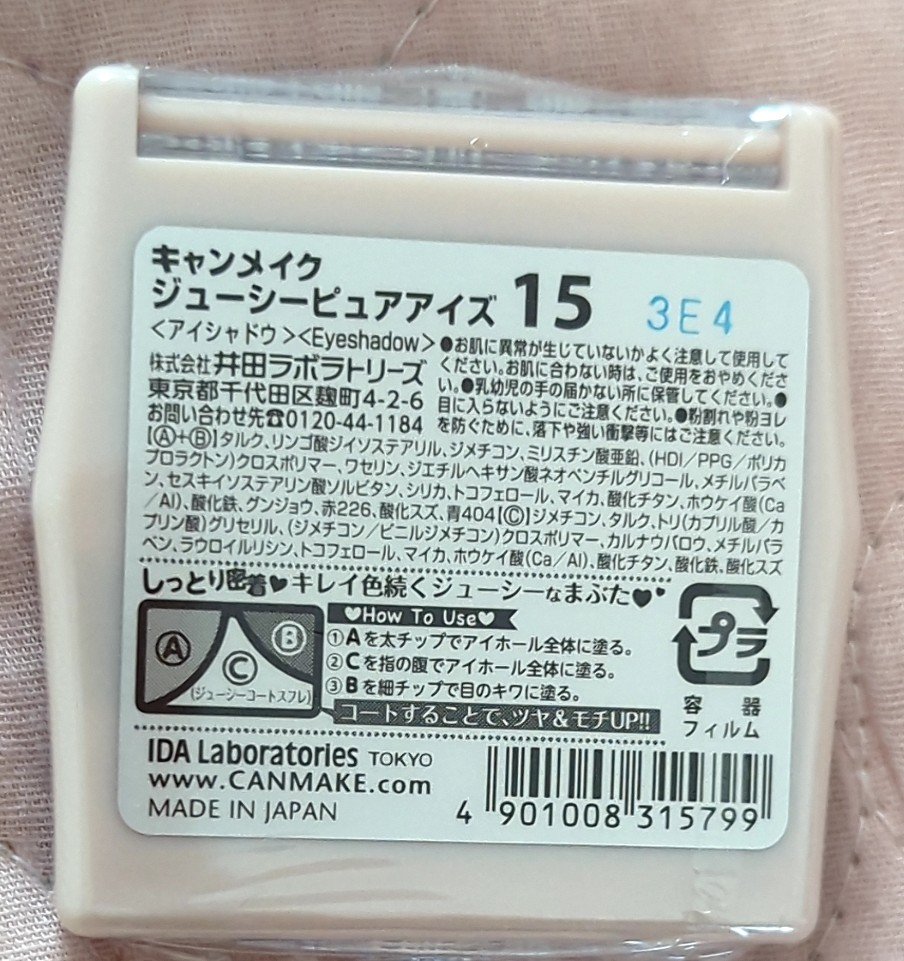 キャンメイク
ジューシーピュアアイズ 15 3E4
<アイシャドウ><Eyeshadow>
株式会社 井田ラボラトリーズ
東京都千代田区麹町4-2-6
お問い合わせ先☎0120-44-1184
●お肌に異常が生じていないかよく注意して使用して
ください。お肌に合わない時は、ご使用をおやめくださ
い。●乳幼児の手の届かない所に保管してください。●
目に入らないようにご注意ください。●粉割れや粉ヨレ
を防ぐために、落下や強い衝撃等にはご注意ください。
【Ⓐ+Ⓑ】タルク、リンゴ酸ジイソステアリル、ジメチコン、ミリスチン酸亜鉛、(HDI/PPG/ポリカ
プロラクトン)クロスポリマー、ワセリン、ジエチルヘキサン酸ネオペンチルグリコール、メチルパラベ
ン、セスキイソステアリン酸ソルビタン、シリカ、トコフェロール、マイカ、酸化チタン、ホウケイ酸(Ca
/Al)、酸化鉄、グンジョウ、赤226、酸化スズ、青404【Ⓒ】ジメチコン、タルク、トリ(カプリル酸/カ
プリン酸)グリセリル、(ジメチコン/ビニルジメチコン)クロスポリマー、カルナウバロウ、メチルパラ
ベン、ラウロイルリシン、トコフェロール、マイカ、ホウケイ酸(Ca/Al)、酸化チタン、酸化鉄、酸化スズ
しっとり密着♥キレイ色続くジューシーなまぶた♥♥
Ⓐ Ⓑ
Ⓒ
(ジューシーコートスフレ)
♥How To Use♥
①Aを太チップでアイホール全体に塗る。
②Cを指の腹でアイホール全体に塗る。
③Bを細チップで目のキワに塗る。
コートすることで、ツヤ&モチUP!!
プラ
容器
フィルム
IDA Laboratories TOKYO
www.CANMAKE.com
MADE IN JAPAN
4 901008 315799